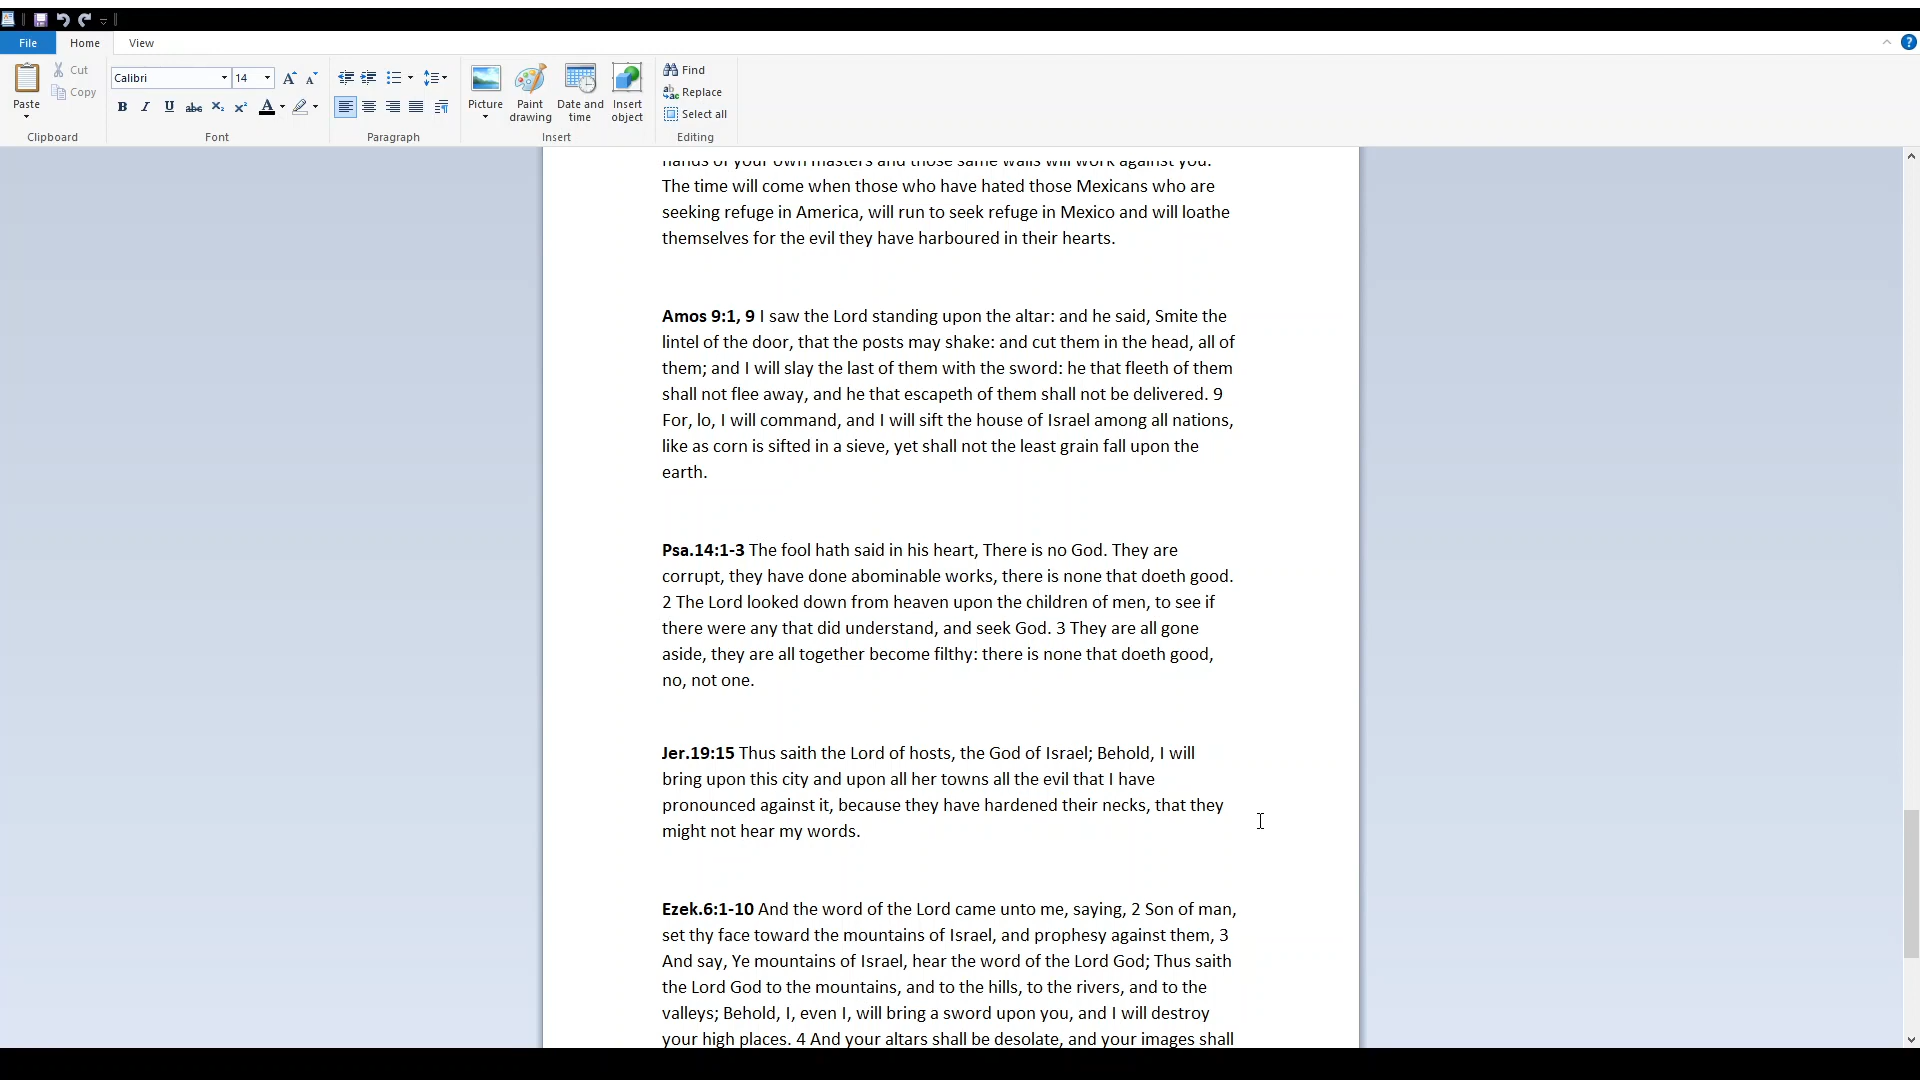 File
Home
View
Paste
Cut
Copy
Clipboard
Calibri
14
Font
Paragraph
Picture
Paint drawing
Date and time
Insert object
Insert
Find
Replace
Select all
Editing
hands of your own masters and those same walls will work against you.
The time will come when those who have hated those Mexicans who are
seeking refuge in America, will run to seek refuge in Mexico and will loathe
themselves for the evil they have harboured in their hearts.
Amos 9:1, 9 I saw the Lord standing upon the altar: and he said, Smite the
lintel of the door, that the posts may shake: and cut them in the head, all of
them; and I will slay the last of them with the sword: he that fleeth of them
shall not flee away, and he that escapeth of them shall not be delivered. 9
For, lo, I will command, and I will sift the house of Israel among all nations,
like as corn is sifted in a sieve, yet shall not the least grain fall upon the
earth.
Psa.14:1-3 The fool hath said in his heart, There is no God. They are
corrupt, they have done abominable works, there is none that doeth good.
2 The Lord looked down from heaven upon the children of men, to see if
there were any that did understand, and seek God. 3 They are all gone
aside, they are all together become filthy: there is none that doeth good,
no, not one.
Jer.19:15 Thus saith the Lord of hosts, the God of Israel; Behold, I will
bring upon this city and upon all her towns all the evil that I have
pronounced against it, because they have hardened their necks, that they
might not hear my words.
Ezek.6:1-10 And the word of the Lord came unto me, saying, 2 Son of man,
set thy face toward the mountains of Israel, and prophesy against them, 3
And say, Ye mountains of Israel, hear the word of the Lord God; Thus saith
the Lord God to the mountains, and to the hills, to the rivers, and to the
valleys; Behold, I, even I, will bring a sword upon you, and I will destroy
your high places. 4 And your altars shall be desolate, and your images shall